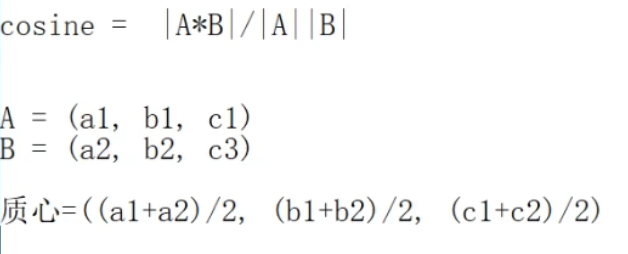 cosine = |A*B|/|A||B|
A = (a1, b1, c1)
B = (a2, b2, c3)
质心=((a1+a2)/2, (b1+b2)/2, (c1+c2)/2)